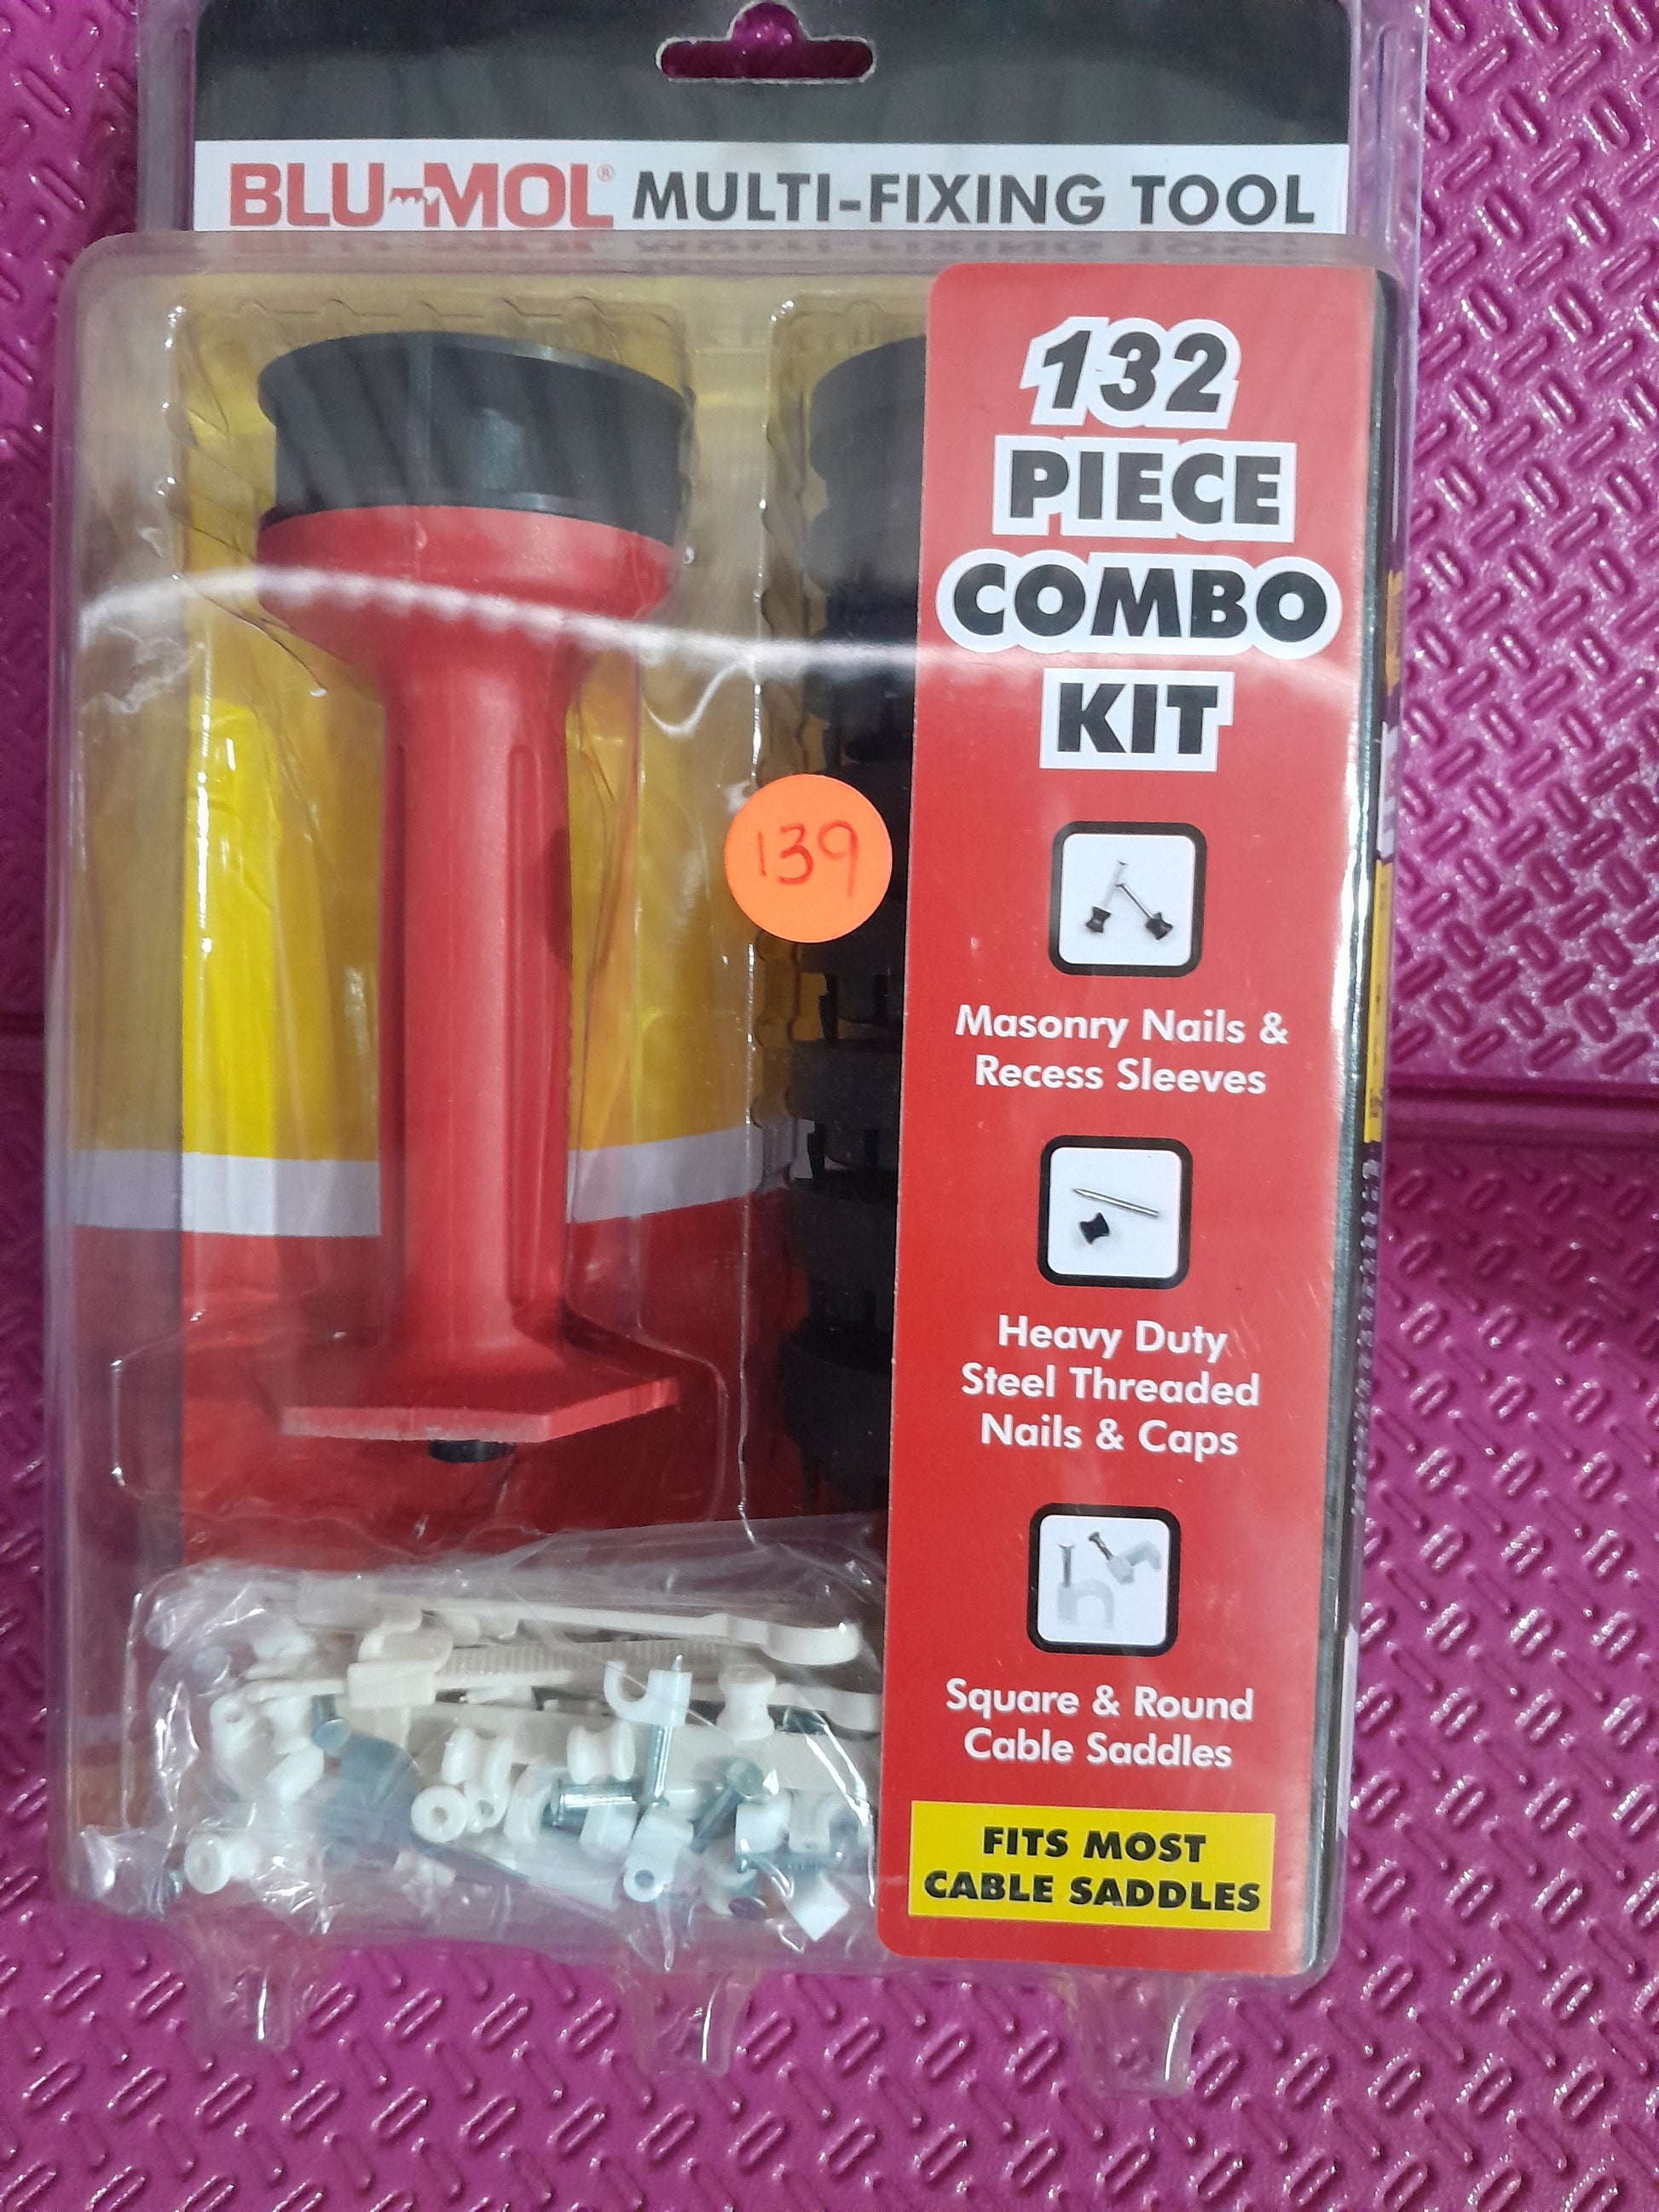 BLU-MOL® MULTI-FIXING TOOL
132
PIECE
COMBO
KIT
139
Masonry Nails &
Recess Sleeves
Heavy Duty
Steel Threaded
Nails & Caps
Square & Round
Cable Saddles
FITS MOST
CABLE SADDLES